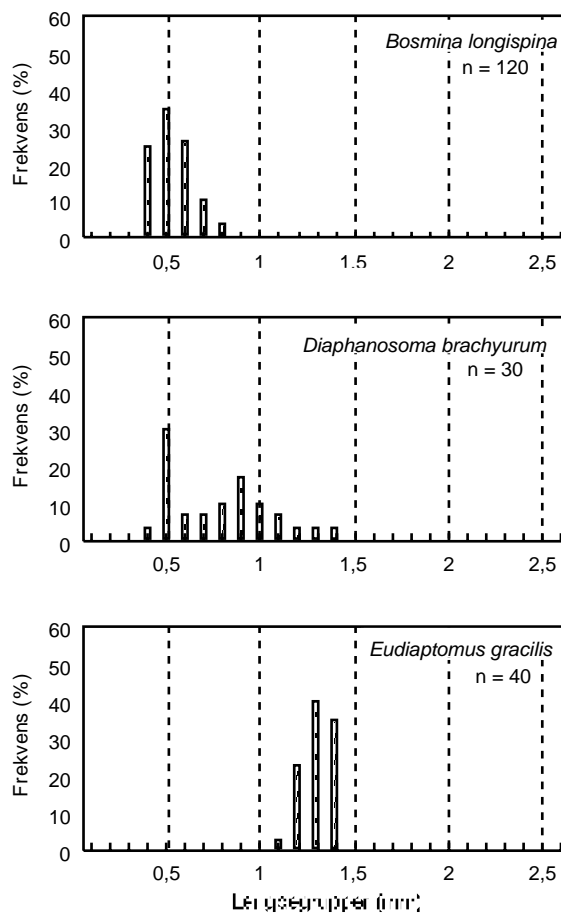 Frekvens (%)
60
50
40
30
20
10
0
Bosmina longispina
n = 120
0,5 1 1.5 2 2,5
Frekvens (%)
60
50
40
30
20
10
0
Diaphanosoma brachyurum
n = 30
0,5 1 1,5 2 2,5
Frekvens (%)
60
50
40
30
20
10
0
Eudiaptomus gracilis
n = 40
0,5 1 1,5 2 2,5
Lengdegrupper (mm)